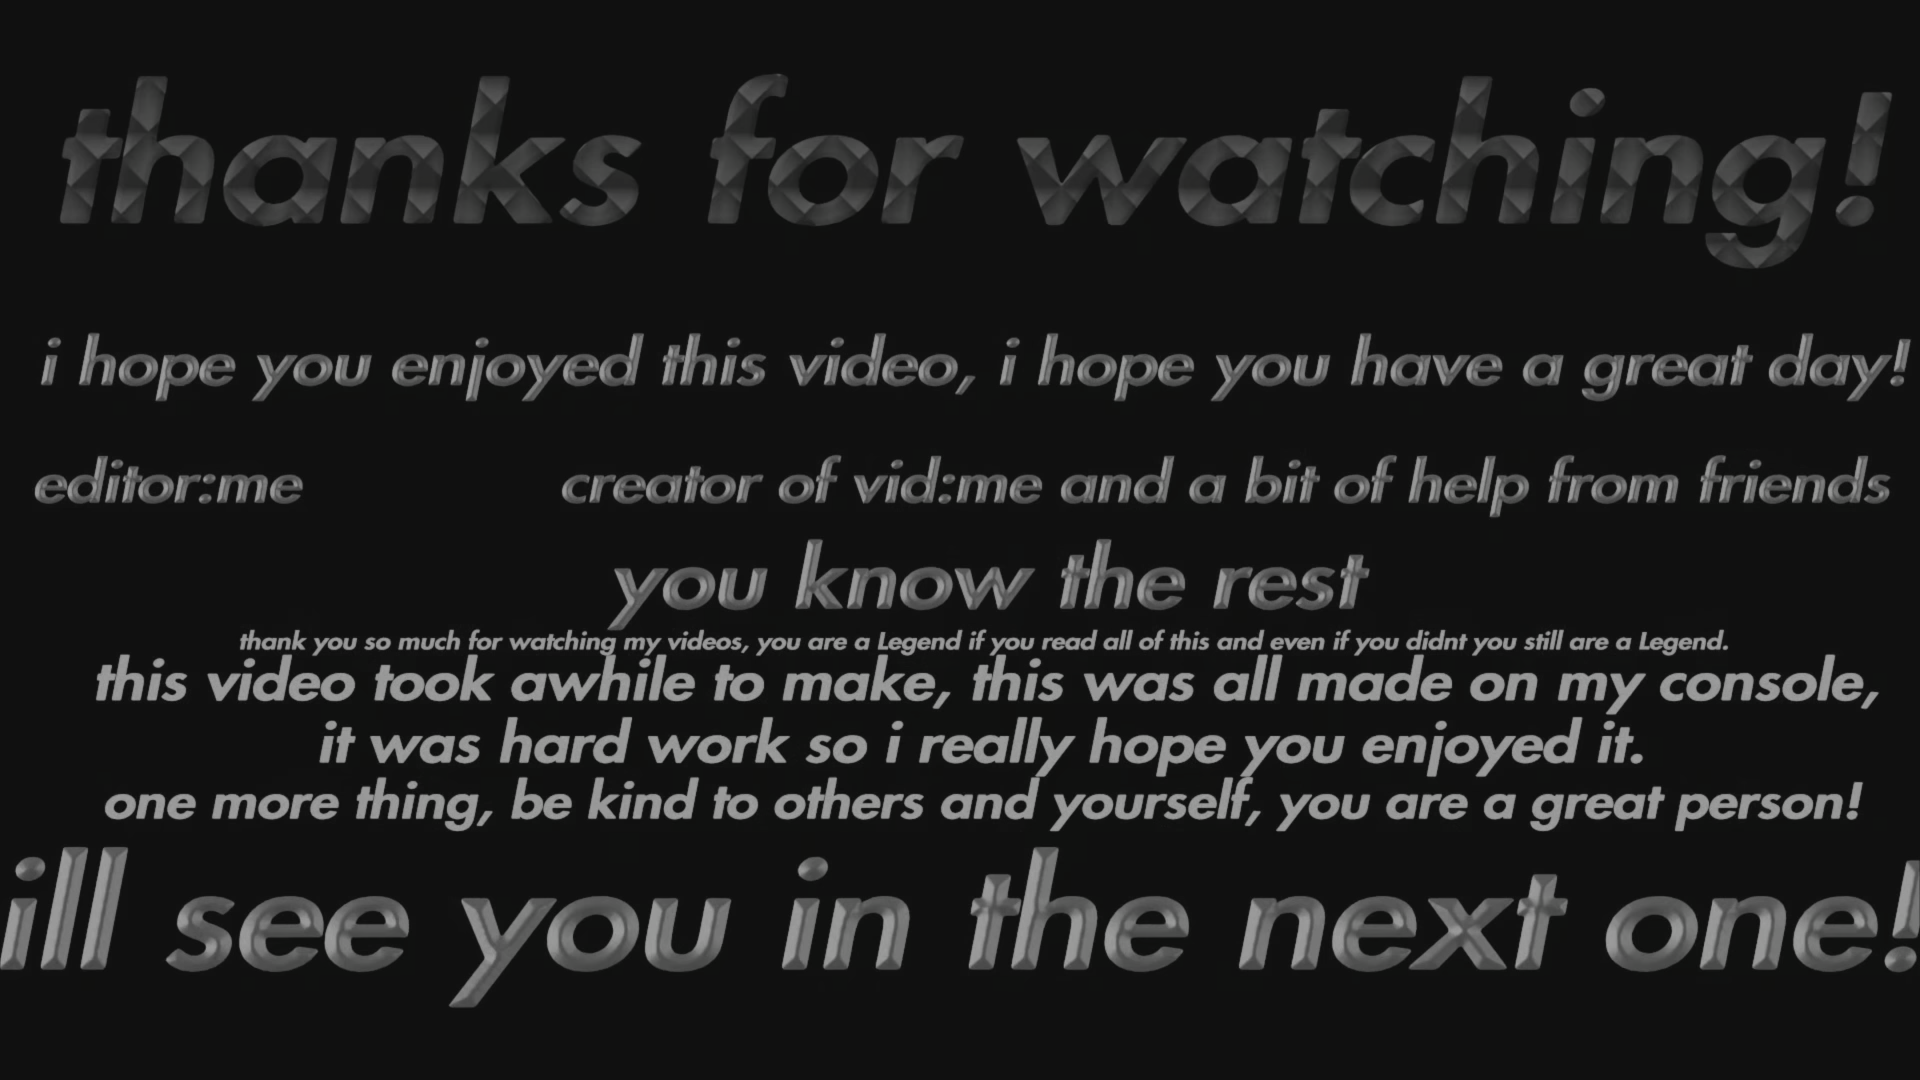 thanks for watching!
i hope you enjoyed this video, i hope you have a great day!
editor:me creator of vid:me and a bit of help from friends
you know the rest
thank you so much for watching my videos, you are a Legend if you read all of this and even if you didnt you still are a Legend.
this video took awhile to make, this was all made on my console,
it was hard work so i really hope you enjoyed it.
one more thing, be kind to others and yourself, you are a great person!
ill see you in the next one!